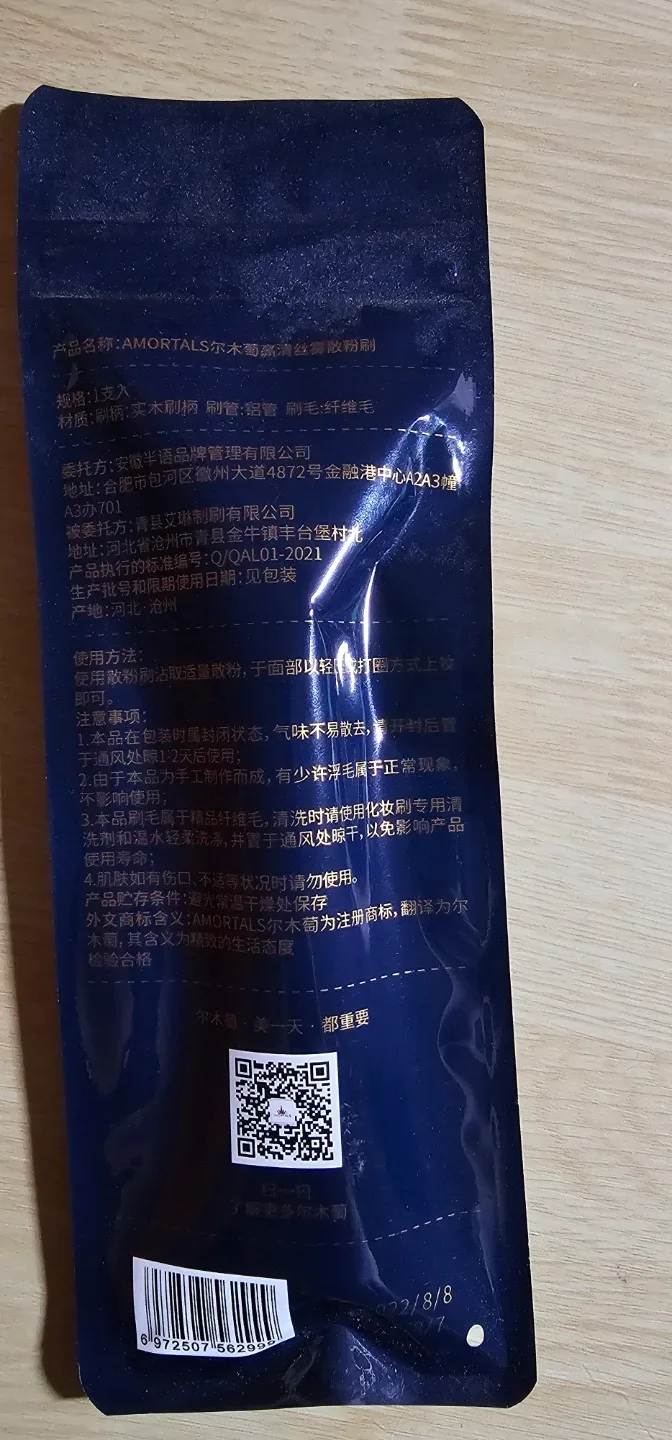 产品名称：AMORTALS尔木萄高清丝雾散粉刷
规格：1支入
材质：刷柄：实木刷柄 刷管：铝管 刷毛：纤维毛
委托方：安徽半语品牌管理有限公司
地址：合肥市包河区徽州大道4872号金融港中心A2A3幢
A3办701
被委托方：青县艾琳制刷有限公司
地址：河北省沧州市青县金牛镇丰台堡村北
产品执行的标准编号：Q/QAL01-2021
生产批号和限期使用日期：见包装
产地：河北·沧州
使用方法：
使用散粉刷沾取适量散粉，于面部以轻 打圈方式上妆
即可。
注意事项：
1.本品在包装时属封闭状态，气味不易散去，请开封后置
于通风处晾1-2天后使用；
2.由于本品为手工制作而成，有少许浮毛属于正常现象，
不影响使用；
3.本品刷毛属于精品纤维毛，清洗时请使用化妆刷专用清
洗剂和温水轻柔洗涤，并置于通风处晾干，以免影响产品
使用寿命；
4.肌肤如有伤口、不适等状况时请勿使用。
产品贮存条件：避光常温干燥处保存
外文商标含义：AMORTALS尔木萄为注册商标，翻译为尔
木萄，其含义为精致的生活态度
检验合格
尔木萄·美一天·都重要
扫一扫
了解更多尔木萄
022/8/8
/7
6 972507 56299